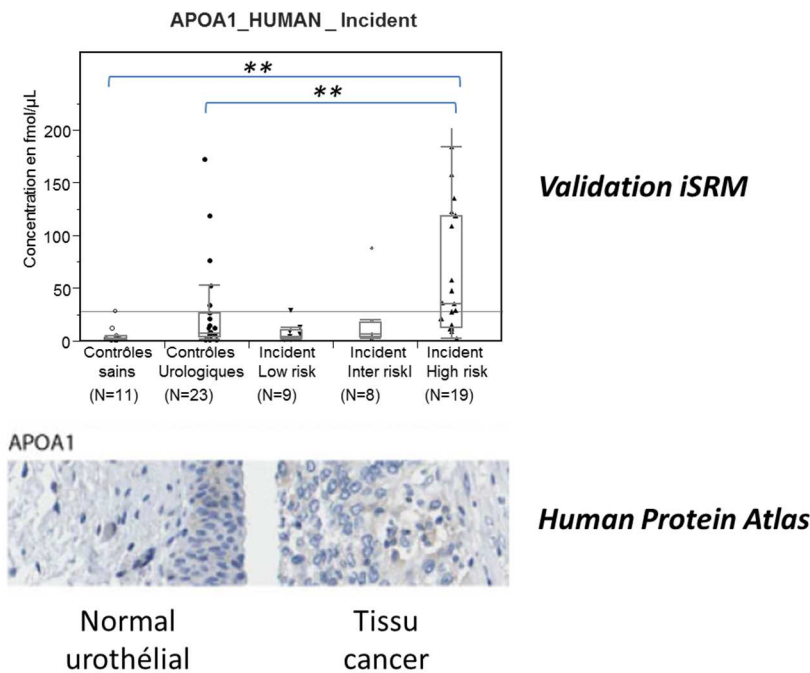 APOA1_HUMAN _ Incident
**
**
Concentration en fmol/µL
200
150
100
50
0
Contrôles sains
(N=11)
Contrôles Urologiques
(N=23)
Incident Low risk
(N=9)
Incident Inter riskl
(N=8)
Incident High risk
(N=19)
Validation iSRM
APOA1
Human Protein Atlas
Normal
urothélial
Tissu
cancer